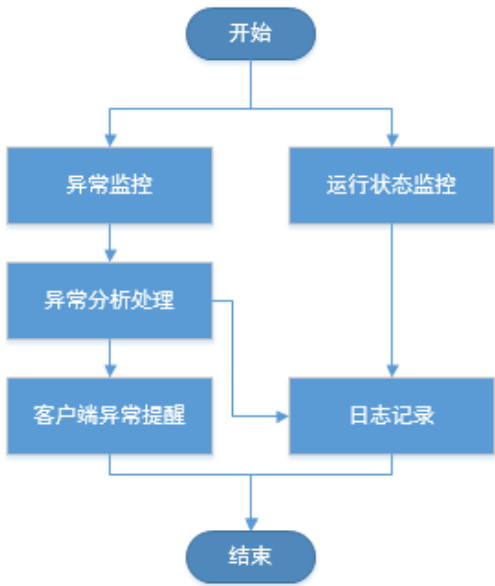 开始
异常监控
运行状态监控
异常分析处理
客户端异常提醒
日志记录
结束